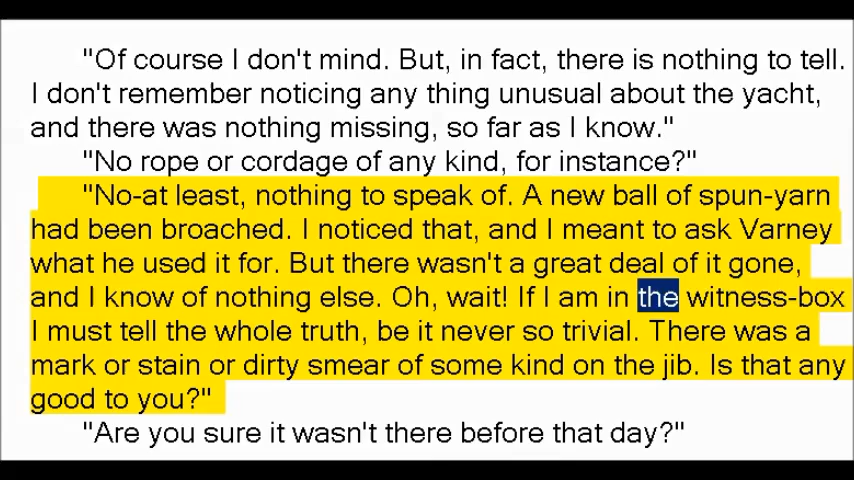 "Of course I don't mind. But, in fact, there is nothing to tell.
I don't remember noticing any thing unusual about the yacht,
and there was nothing missing, so far as I know."
"No rope or cordage of any kind, for instance?"
"No-at least, nothing to speak of. A new ball of spun-yarn
had been broached. I noticed that, and I meant to ask Varney
what he used it for. But there wasn't a great deal of it gone,
and I know of nothing else. Oh, wait! If I am in the witness-box
I must tell the whole truth, be it never so trivial. There was a
mark or stain or dirty smear of some kind on the jib. Is that any
good to you?"
"Are you sure it wasn't there before that day?"